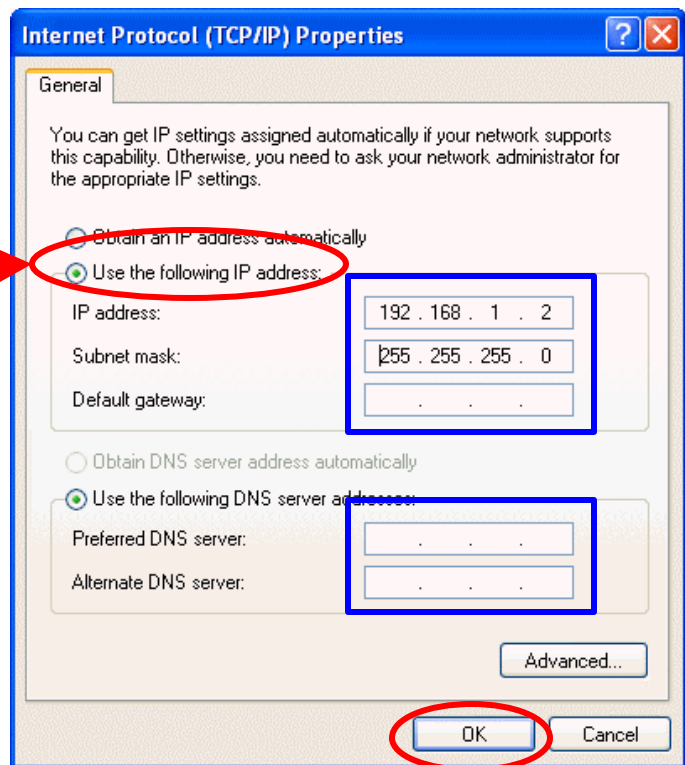 Internet Protocol (TCP/IP) Properties
General
You can get IP settings assigned automatically if your network supports
this capability. Otherwise, you need to ask your network administrator for
the appropriate IP settings.
Obtain an IP address automatically
Use the following IP address:
IP address: 192 . 168 . 1 . 2
Subnet mask: 255 . 255 . 255 . 0
Default gateway: . . .
Obtain DNS server address automatically
Use the following DNS server addresses:
Preferred DNS server: . . .
Alternate DNS server: . . .
Advanced...
OK Cancel